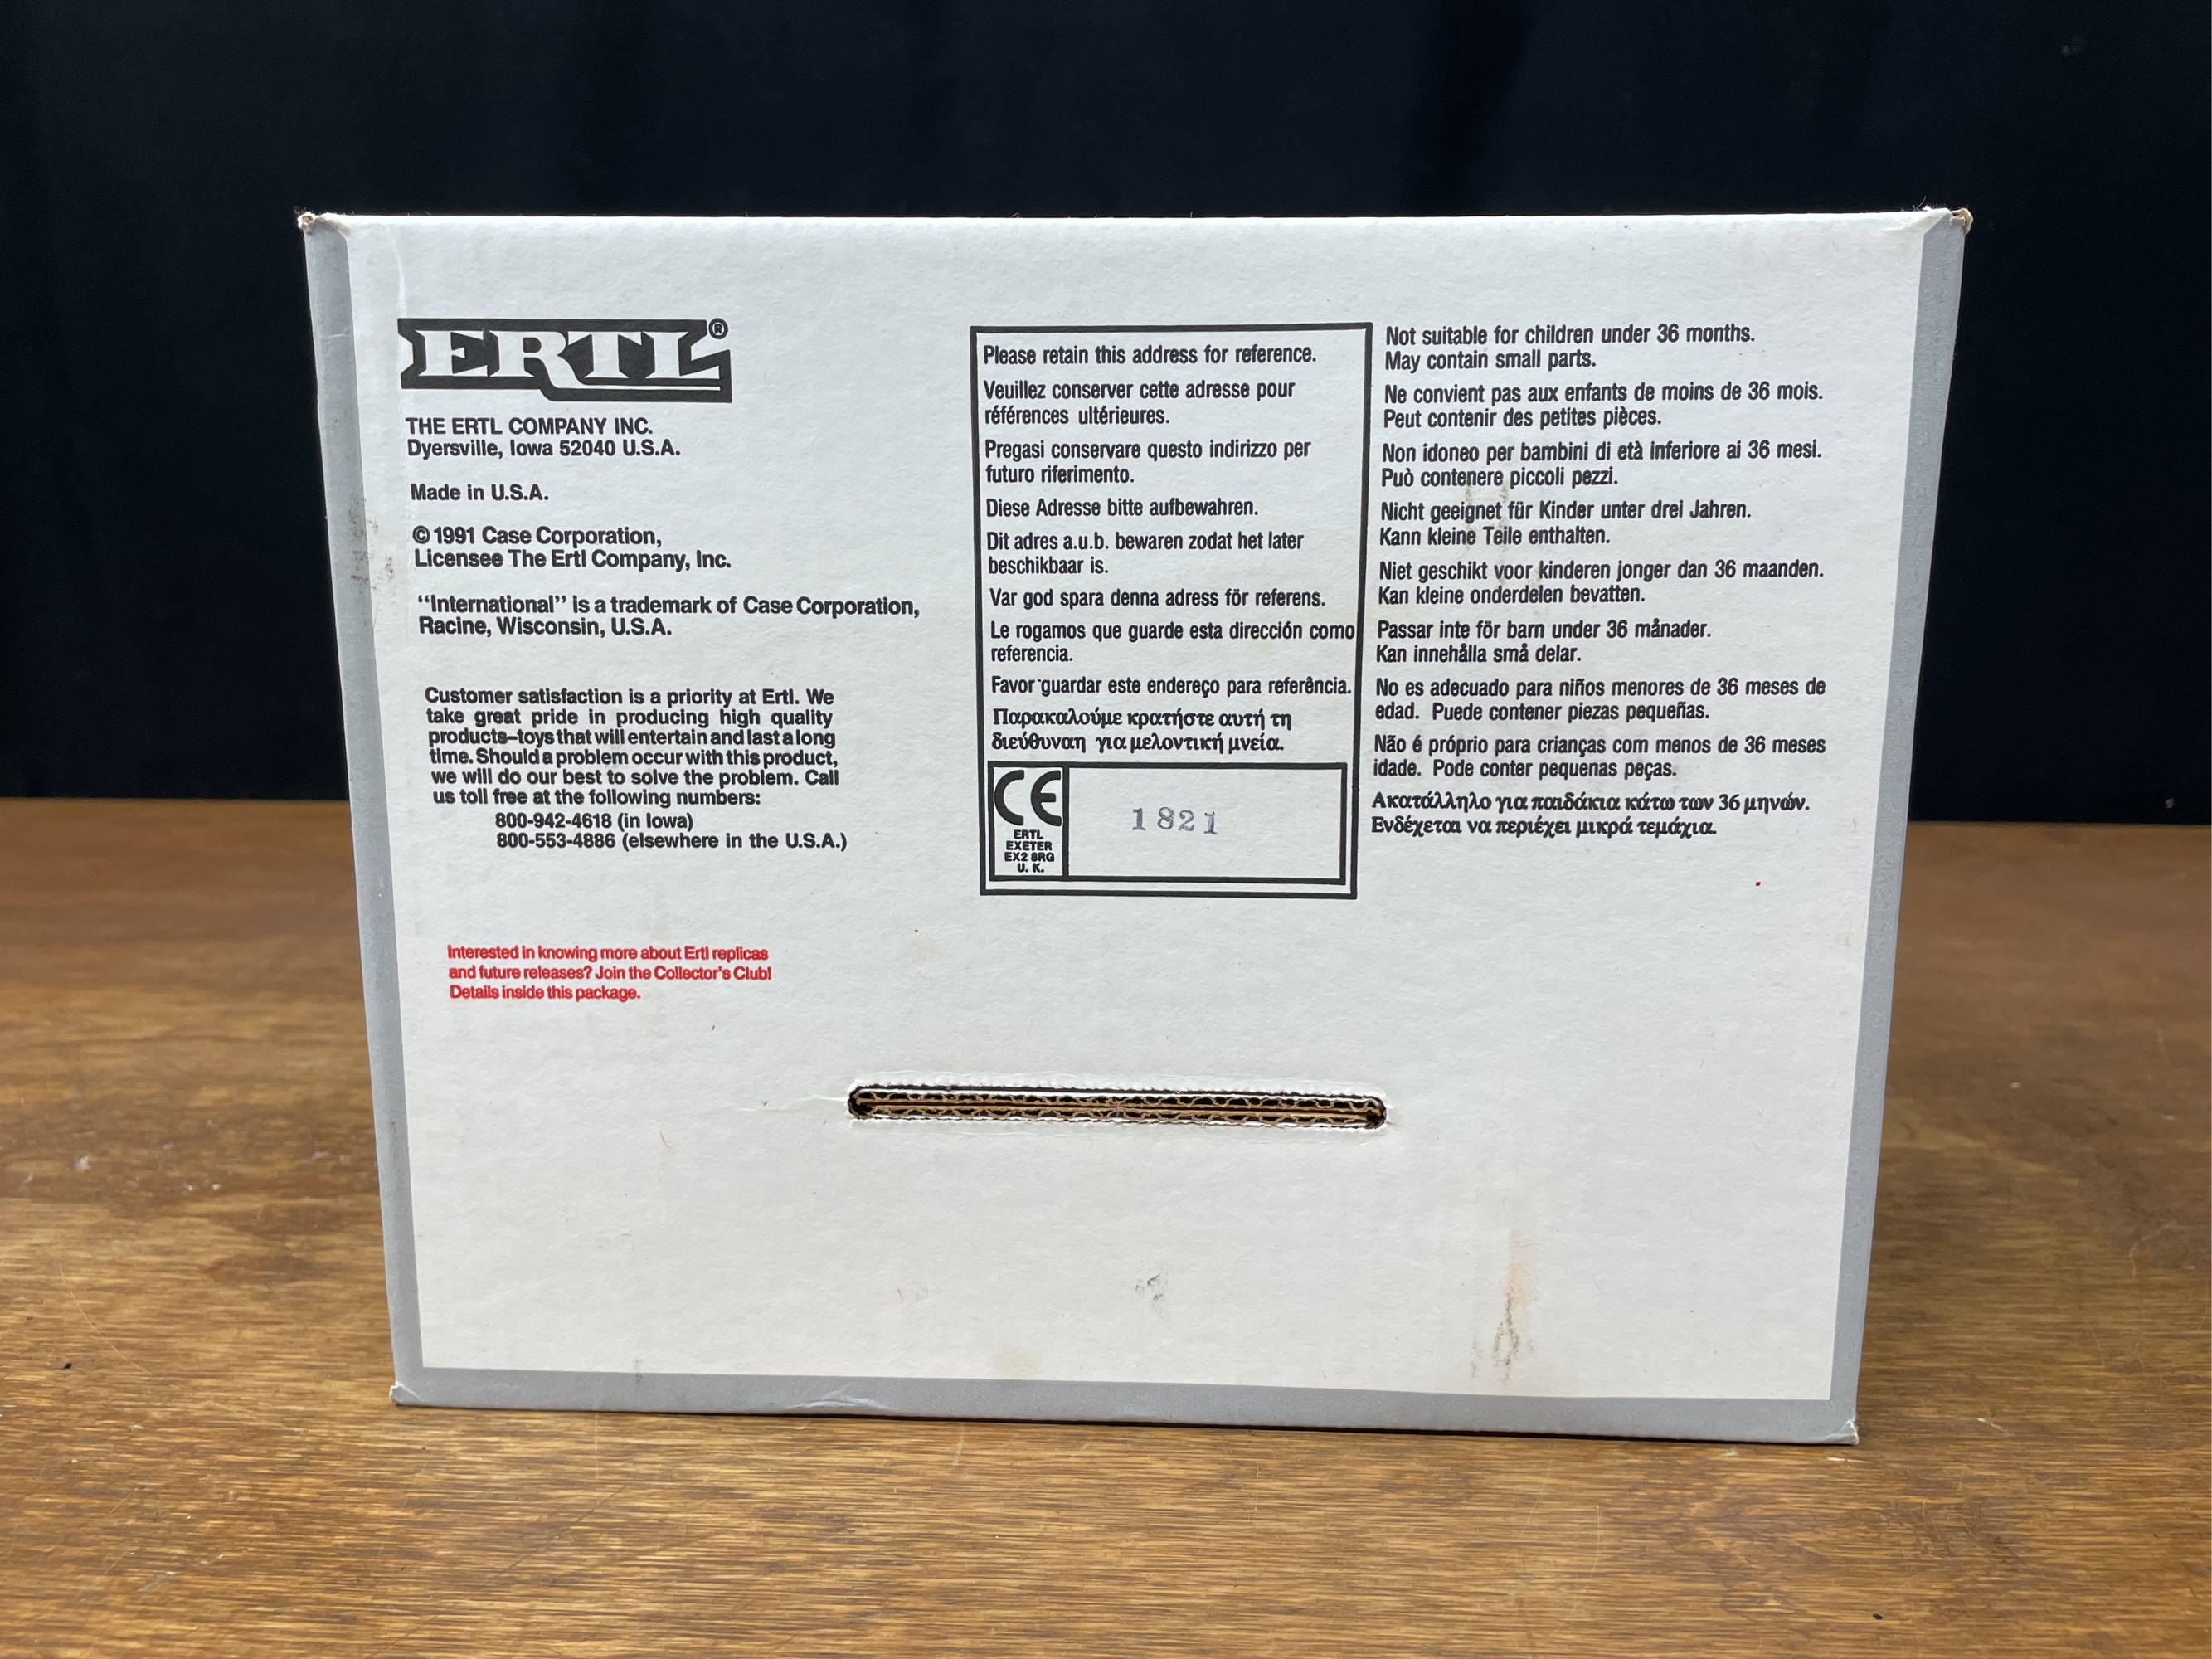 ERTL®
THE ERTL COMPANY INC.
Dyersville, Iowa 52040 U.S.A.
Made in U.S.A.
© 1991 Case Corporation,
Licensee The Ertl Company, Inc.
“International” is a trademark of Case Corporation,
Racine, Wisconsin, U.S.A.
Customer satisfaction is a priority at Ertl. We
take great pride in producing high quality
products–toys that will entertain and last a long
time. Should a problem occur with this product,
we will do our best to solve the problem. Call
us toll free at the following numbers:
800-942-4618 (in Iowa)
800-553-4886 (elsewhere in the U.S.A.)
Interested in knowing more about Ertl replicas
and future releases? Join the Collector's Club!
Details inside this package.
Please retain this address for reference.
Veuillez conserver cette adresse pour
références ultérieures.
Pregasi conservare questo indirizzo per
futuro riferimento.
Diese Adresse bitte aufbewahren.
Dit adres a.u.b. bewaren zodat het later
beschikbaar is.
Var god spara denna adress för referens.
Le rogamos que guarde esta dirección como
referencia.
Favor guardar este endereço para referência.
Παρακαλούμε κρατήστε αυτή τη
διεύθυναη για μελοντική μνεία.
CE
ERTL
EXETER
EX2 8RG
U. K.
1821
Not suitable for children under 36 months.
May contain small parts.
Ne convient pas aux enfants de moins de 36 mois.
Peut contenir des petites pièces.
Non idoneo per bambini di età inferiore ai 36 mesi.
Può contenere piccoli pezzi.
Nicht geeignet für Kinder unter drei Jahren.
Kann kleine Teile enthalten.
Niet geschikt voor kinderen jonger dan 36 maanden.
Kan kleine onderdelen bevatten.
Passar inte för barn under 36 månader.
Kan innehålla små delar.
No es adecuado para niños menores de 36 meses de
edad. Puede contener piezas pequeñas.
Não é próprio para crianças com menos de 36 meses
idade. Pode conter pequenas peças.
Ακατάλληλο για παιδάκια κάτω των 36 μηνών.
Ενδέχεται να περιέχει μικρά τεμάχια.